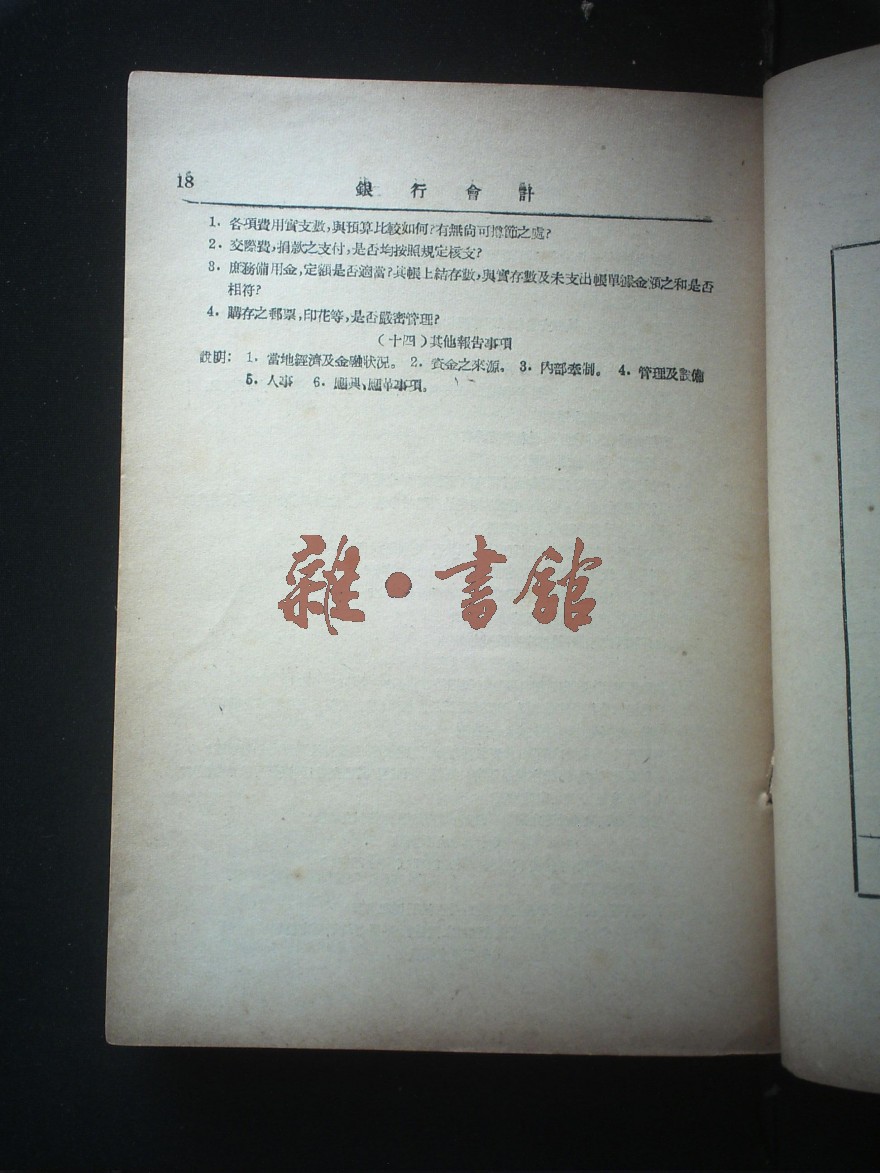 18
銀行會計
1. 各項費用實支數,與預算比較如何?有無尙可撙節之處?
2. 交際費,捐款之支付,是否均按照規定核支?
3. 庶務備用金,定額是否適當?其帳上結存數,與實存數及未支出帳單據金額之和是否
相符?
4. 購存之郵票,印花等,是否嚴密管理?
(十四)其他報告事項
說明: 1. 當地經濟及金融狀況。 2. 資金之來源。 3. 內部牽制。 4. 管理及設備
5. 人事 6. 應興,應革事項。
雜·書館